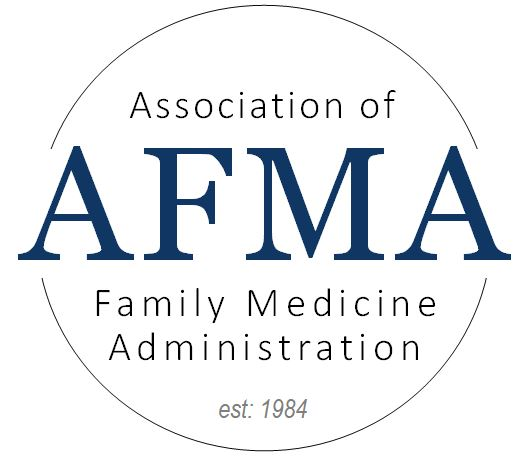 Association of
AFMA
Family Medicine
Administration
est: 1984